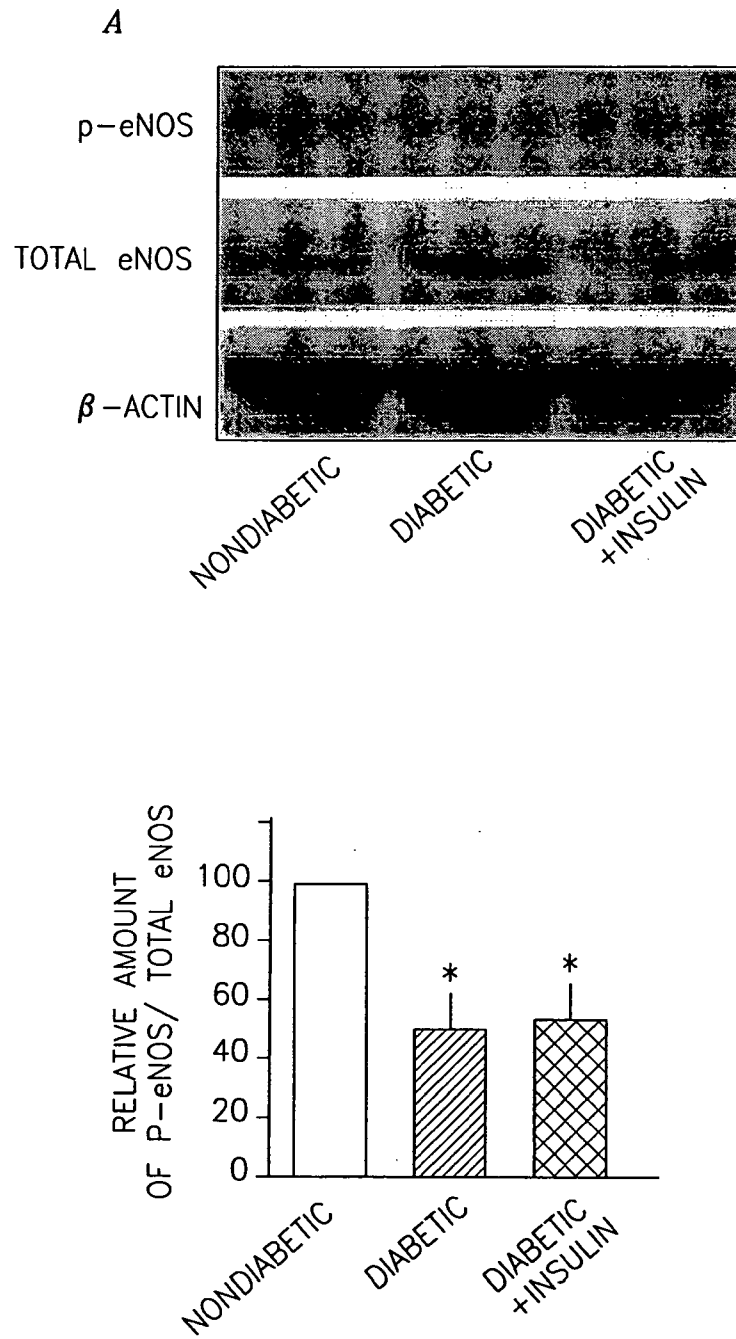 A
p-eNOS
TOTAL eNOS
β-ACTIN
NONDIABETIC
DIABETIC
DIABETIC
+INSULIN
RELATIVE AMOUNT
OF P-eNOS/ TOTAL eNOS
100
80
60
40
20
0
*
*
NONDIABETIC
DIABETIC
DIABETIC
+INSULIN